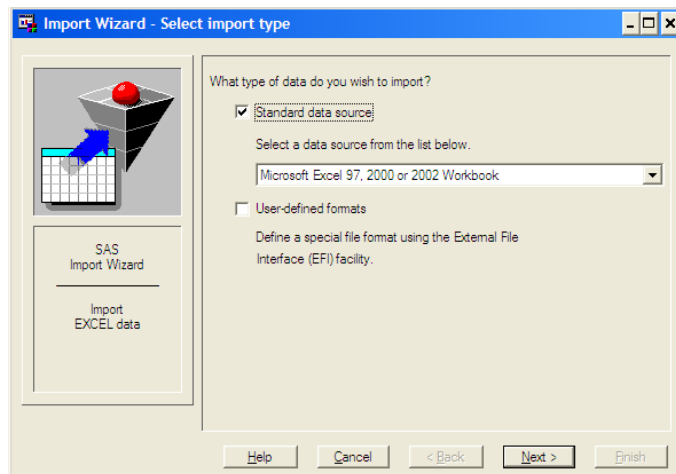 Import Wizard - Select import type
What type of data do you wish to import?
Standard data source
Select a data source from the list below.
Microsoft Excel 97, 2000 or 2002 Workbook
User-defined formats
Define a special file format using the External File
Interface (EFI) facility.
SAS
Import Wizard
Import
EXCEL data
Help
Cancel
< Back
Next >
Finish